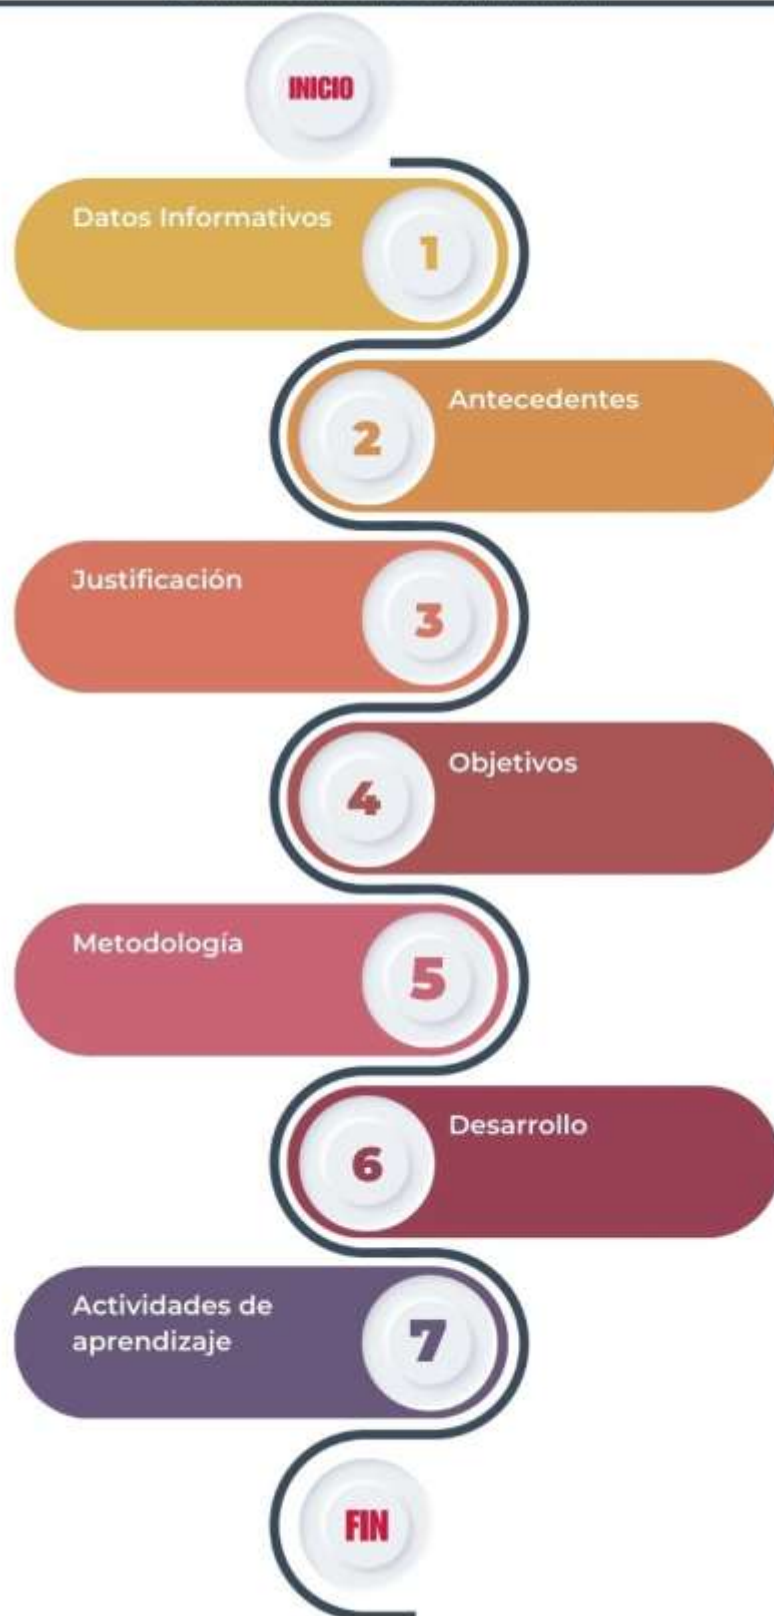 INICIO
Datos Informativos
1
2
Antecedentes
Justificación
3
4
Objetivos
Metodología
5
6
Desarrollo
Actividades de
aprendizaje
7
FIN